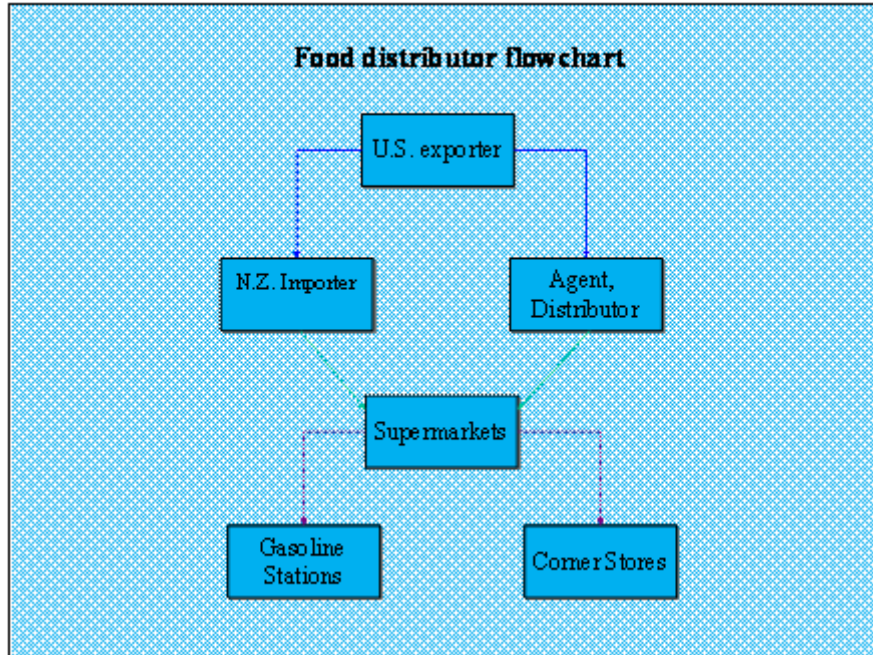 Food distributor flowchart
U.S. exporter
N.Z. Importer
Agent,
Distributor
Supermarkets
Gasoline
Stations
Corner Stores